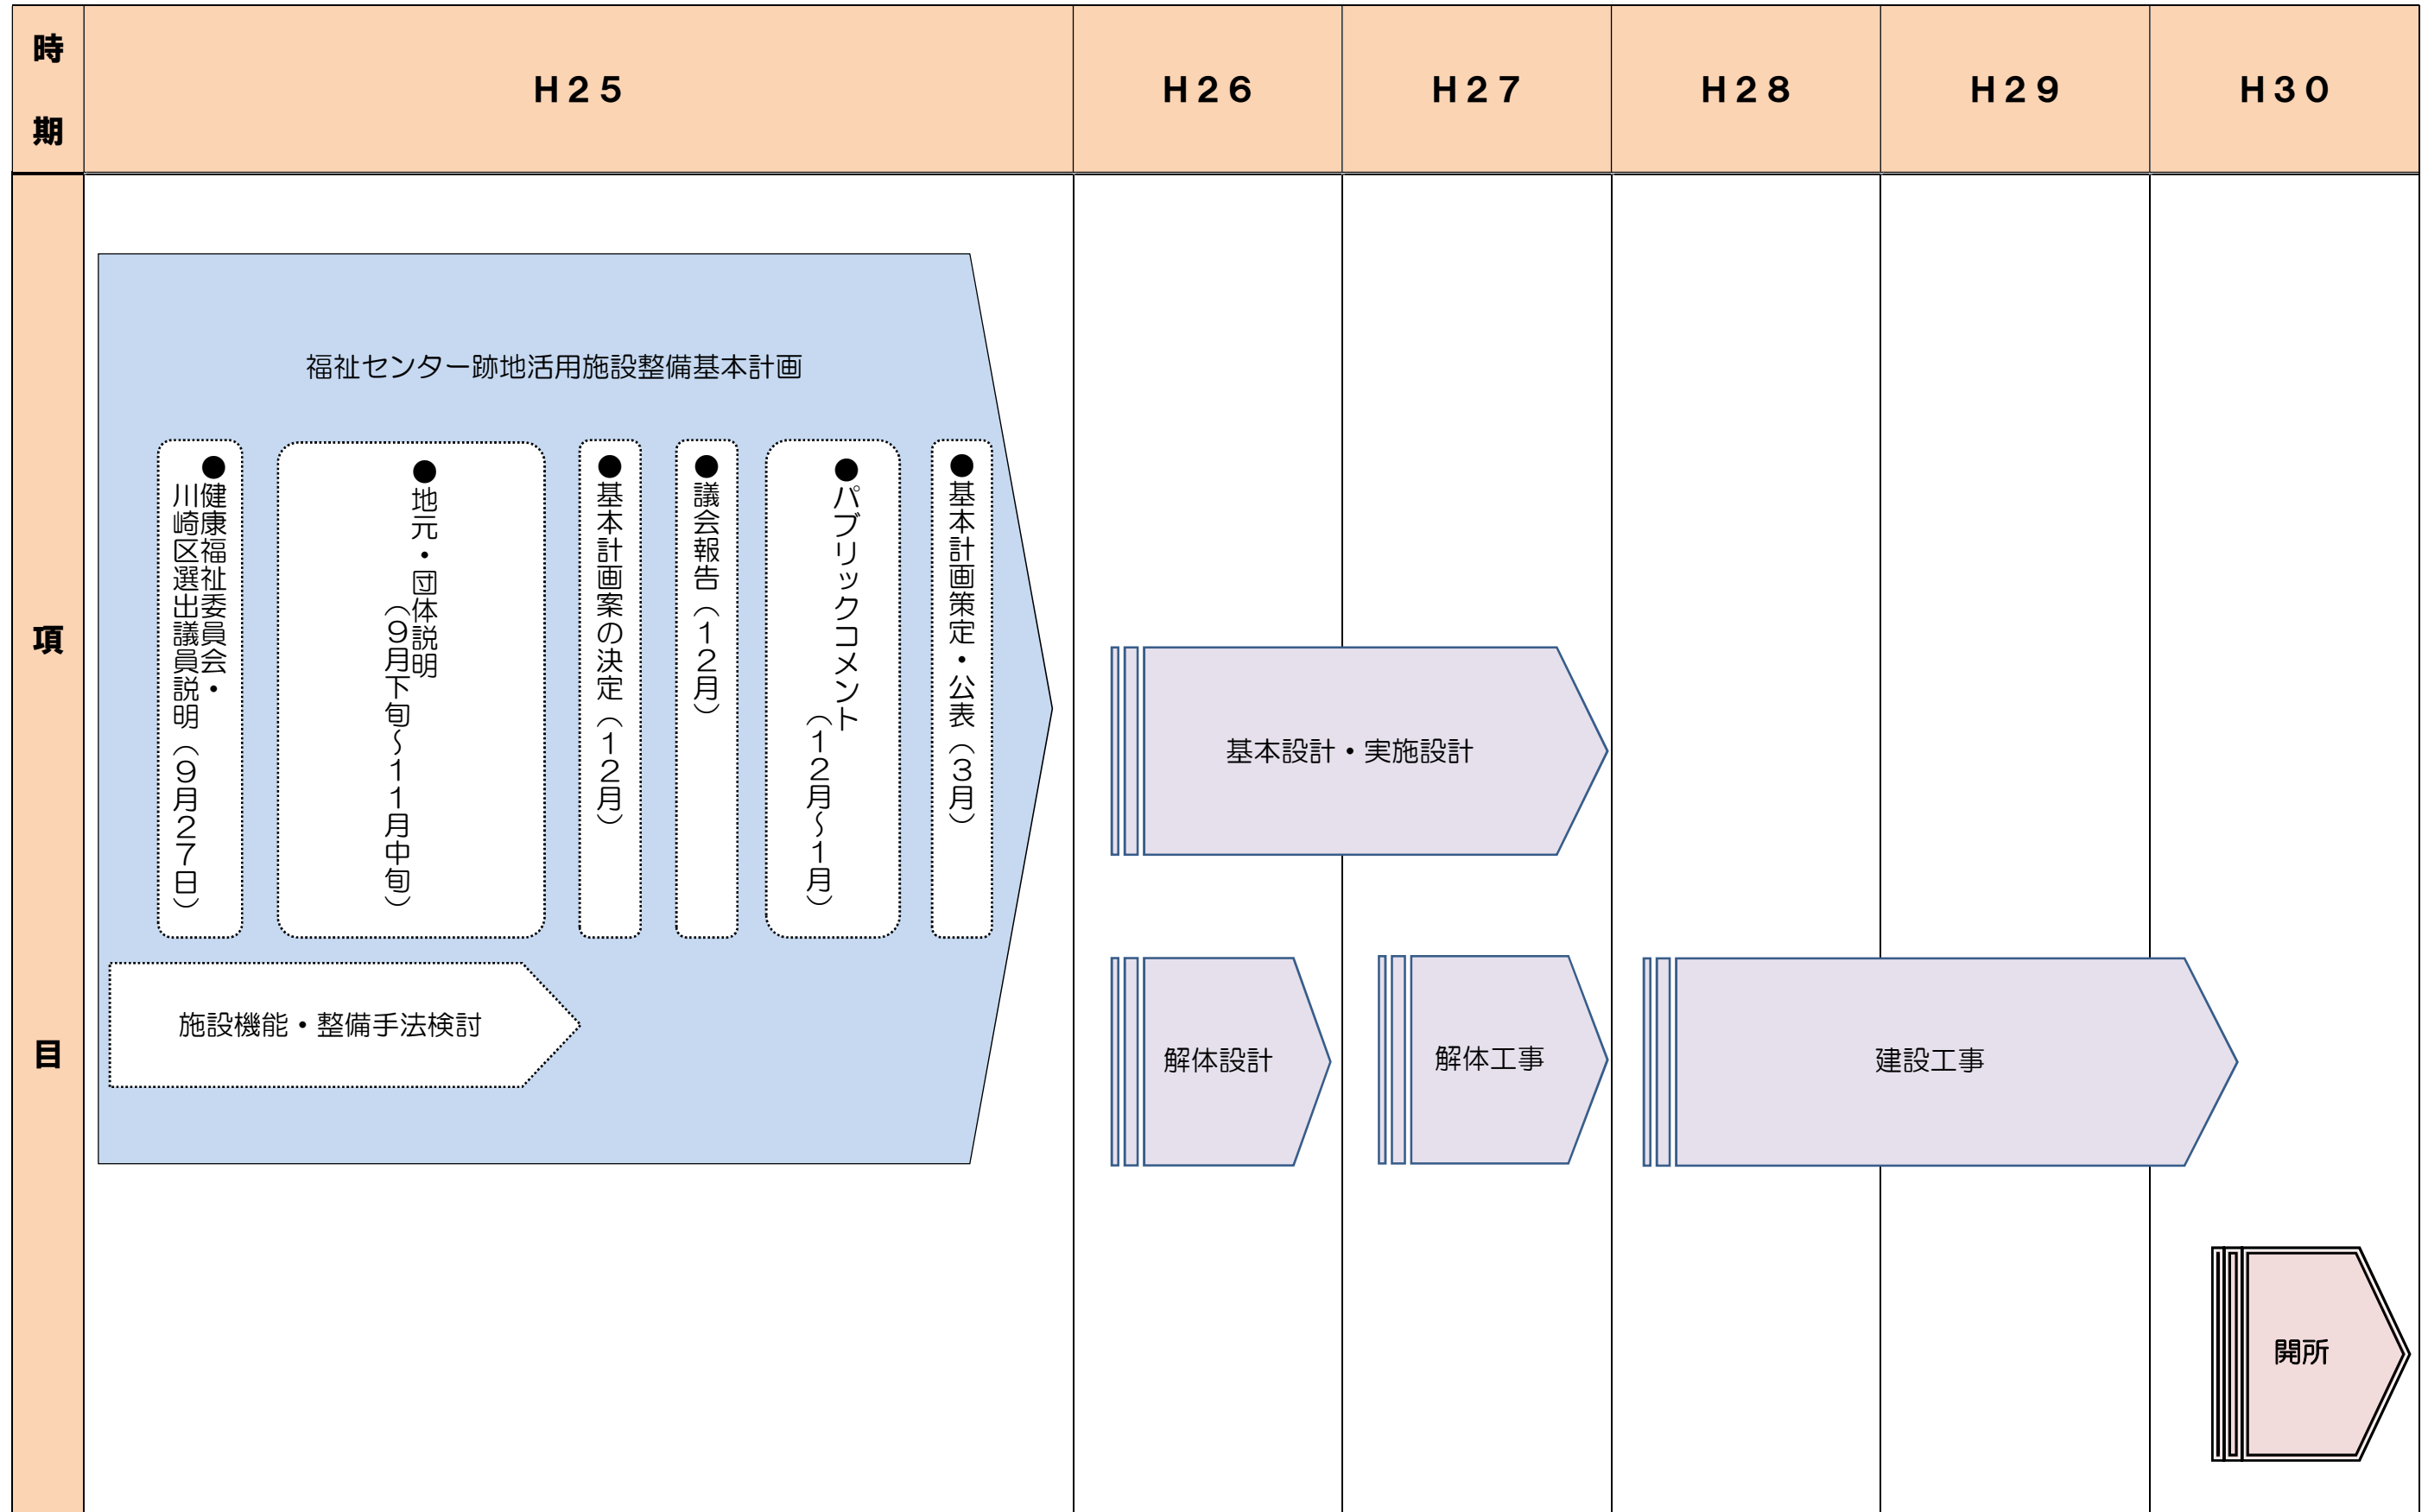 時期
Ｈ２５
Ｈ２６
Ｈ２７
Ｈ２８
Ｈ２９
Ｈ３０
項目
福祉センター跡地活用施設整備基本計画
●健康福祉委員会・
川崎区選出議員説明（９月２７日）
●地元・団体説明
（９月下旬～１１月中旬）
●基本計画案の決定（１２月）
●議会報告（１２月）
●パブリックコメント
（１２月～１月）
●基本計画策定・公表（３月）
施設機能・整備手法検討
基本設計・実施設計
解体設計
解体工事
建設工事
開所